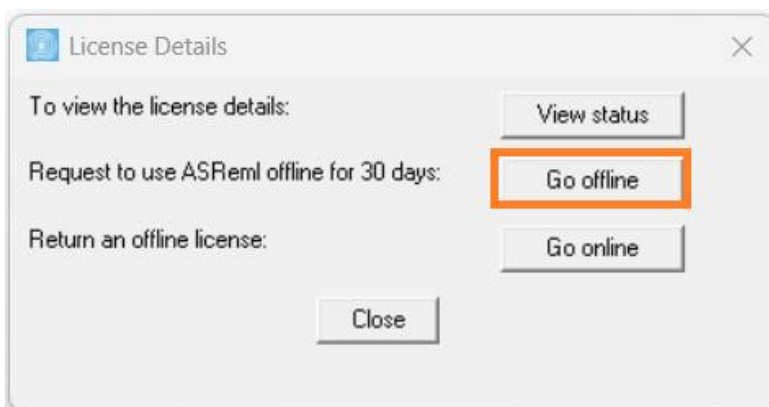 License Details
To view the license details: View status
Request to use ASReml offline for 30 days: Go offline
Return an offline license: Go online
Close